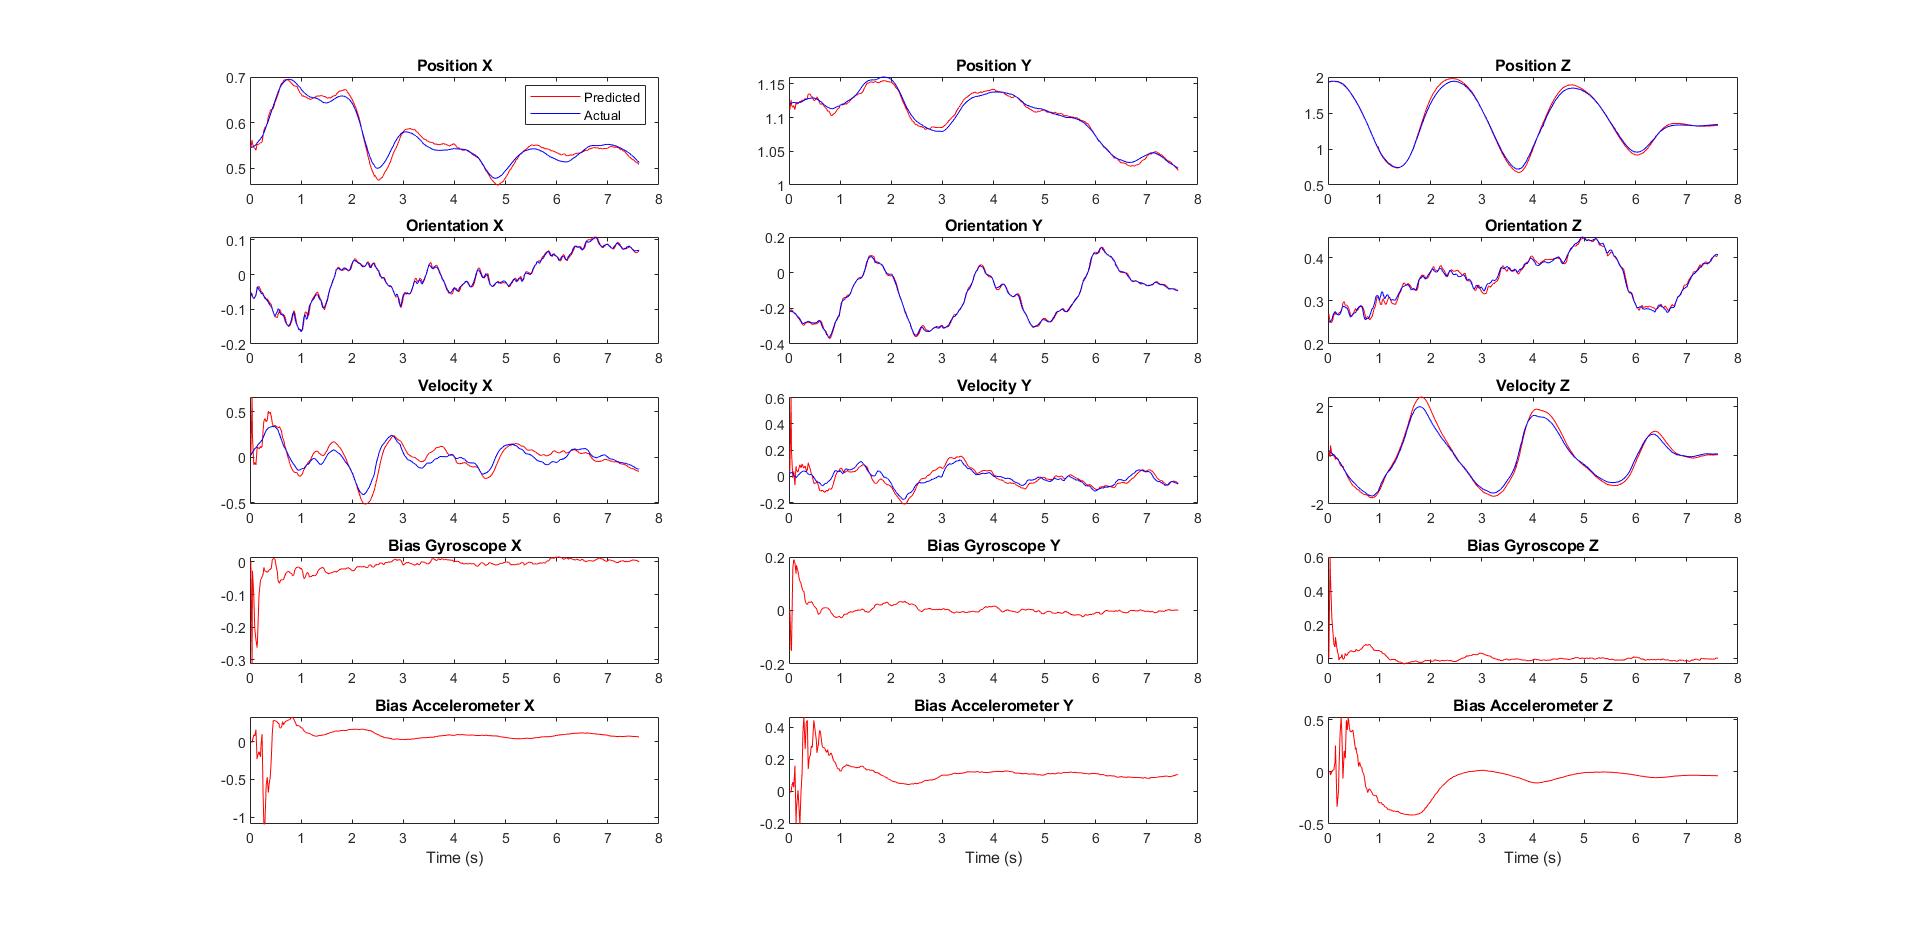 Position X
0.7
0.6
0.5
0 1 2 3 4 5 6 7 8
Predicted
Actual
Position Y
1.15
1.1
1.05
1
0 1 2 3 4 5 6 7 8
Position Z
2
1.5
1
0.5
0 1 2 3 4 5 6 7 8
Orientation X
0.1
0
-0.1
-0.2
0 1 2 3 4 5 6 7 8
Orientation Y
0.2
0
-0.2
-0.4
0 1 2 3 4 5 6 7 8
Orientation Z
0.4
0.3
0.2
0 1 2 3 4 5 6 7 8
Velocity X
0.5
0
-0.5
0 1 2 3 4 5 6 7 8
Velocity Y
0.6
0.4
0.2
0
-0.2
0 1 2 3 4 5 6 7 8
Velocity Z
2
0
-2
0 1 2 3 4 5 6 7 8
Bias Gyroscope X
0
-0.1
-0.2
-0.3
0 1 2 3 4 5 6 7 8
Bias Gyroscope Y
0.2
0
-0.2
0 1 2 3 4 5 6 7 8
Bias Gyroscope Z
0.6
0.4
0.2
0
0 1 2 3 4 5 6 7 8
Bias Accelerometer X
0
-0.5
-1
0 1 2 3 4 5 6 7 8
Time (s)
Bias Accelerometer Y
0.4
0.2
0
-0.2
0 1 2 3 4 5 6 7 8
Time (s)
Bias Accelerometer Z
0.5
0
-0.5
0 1 2 3 4 5 6 7 8
Time (s)